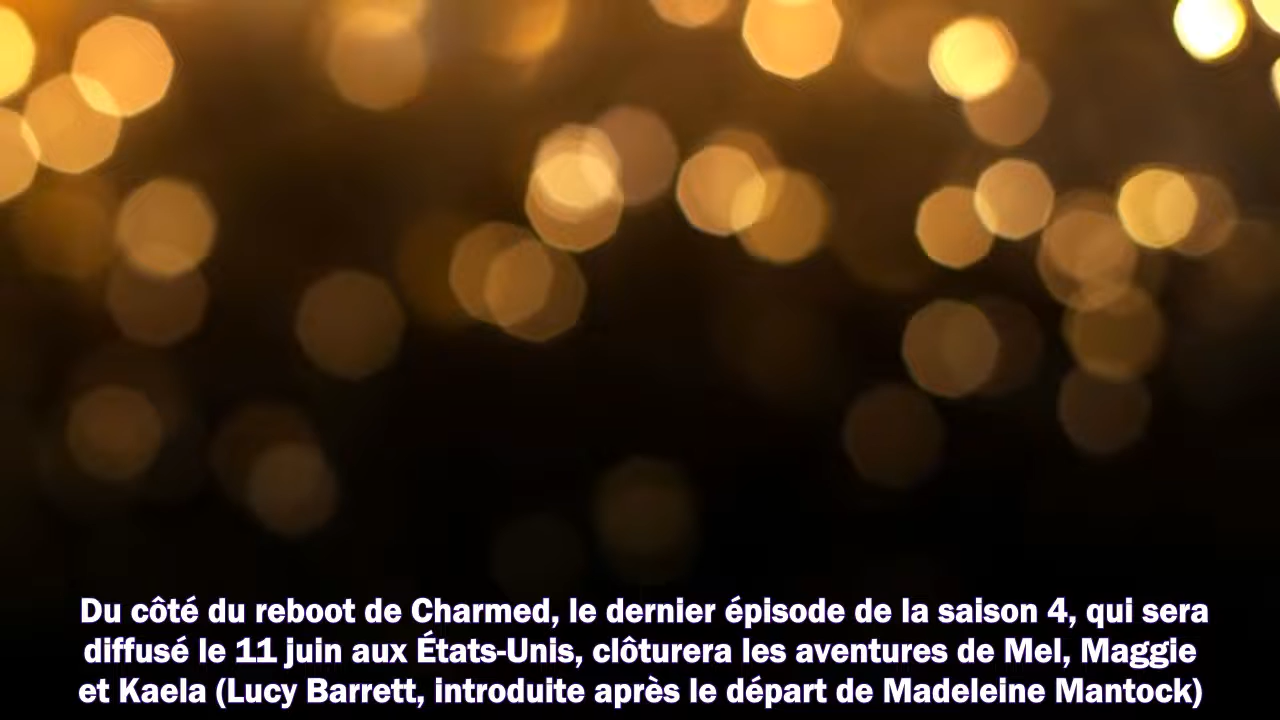 Du côté du reboot de Charmed, le dernier épisode de la saison 4, qui sera
diffusé le 11 juin aux États-Unis, clôturera les aventures de Mel, Maggie
et Kaela (Lucy Barrett, introduite après le départ de Madeleine Mantock)